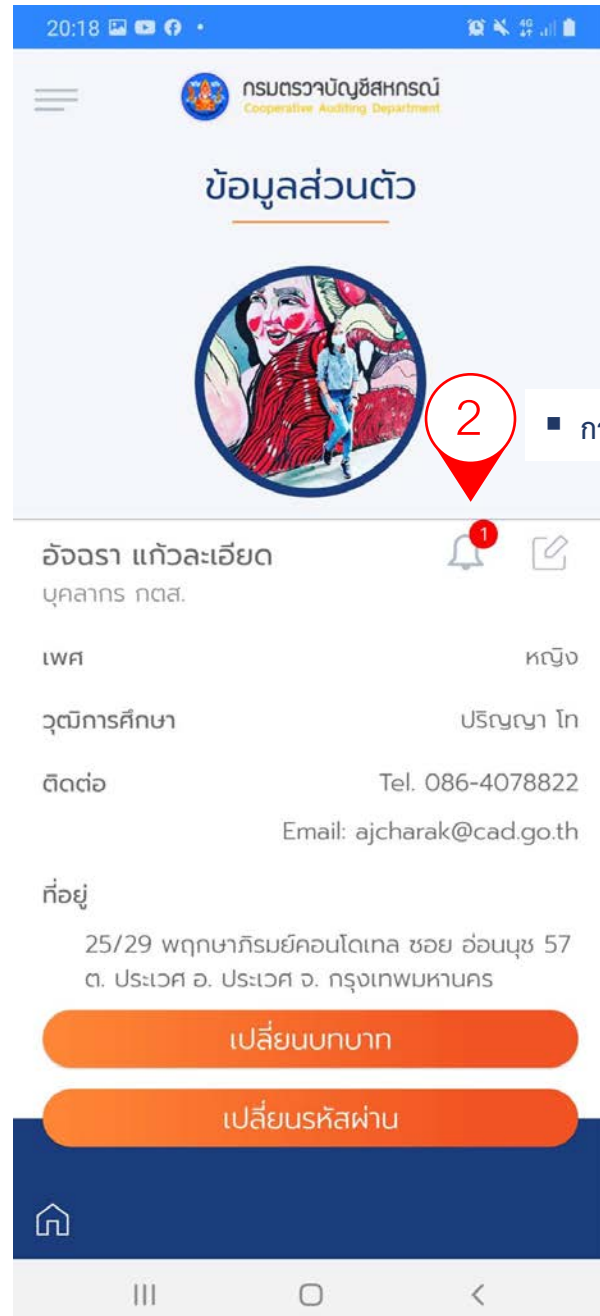 20:18
4G
กรมตรวจบัญชีสหกรณ์
Cooperative Auditing Department
ข้อมูลส่วนตัว
2
▪ กร
1
อัจฉรา แก้วละเอียด
บุคลากร กตส.
เพศ หญิง
วุฒิการศึกษา ปริญญา โท
ติดต่อ Tel. 086-4078822
Email: ajcharak@cad.go.th
ที่อยู่
25/29 พฤกษาภิรมย์คอนโดเทล ซอย อ่อนนุช 57
ต. ประเวศ อ. ประเวศ จ. กรุงเทพมหานคร
เปลี่ยนบทบาท
เปลี่ยนรหัสผ่าน